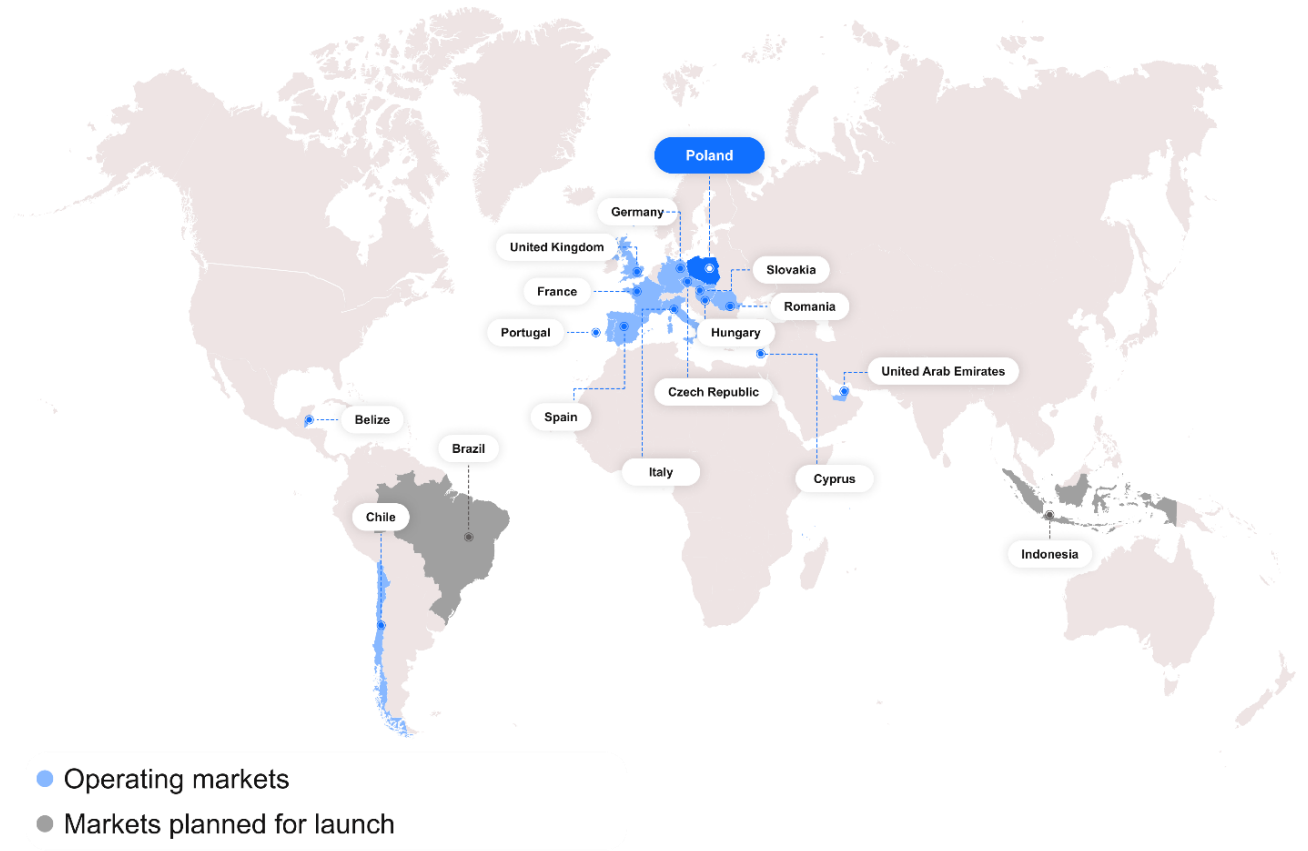 Poland
Germany
United Kingdom
Slovakia
France
Romania
Portugal
Hungary
United Arab Emirates
Czech Republic
Spain
Belize
Brazil
Italy
Cyprus
Chile
Indonesia
Operating markets
Markets planned for launch